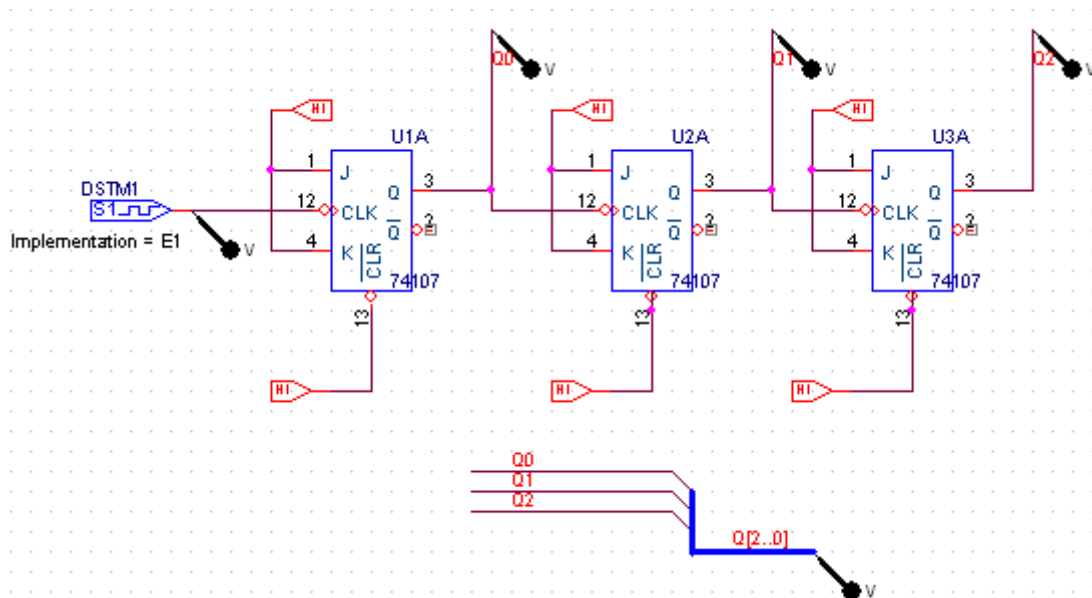 Q0
V
Q1
V
Q2
V
HI
HI
HI
U1A
U2A
U3A
DSTM1
S1
Implementation = E1
V
1
J
Q
3
12
CLK
Q
2
4
K
CLR
74107
13
1
J
Q
3
12
CLK
Q
2
4
K
CLR
74107
13
1
J
Q
3
12
CLK
Q
2
4
K
CLR
74107
13
HI
HI
HI
Q0
Q1
Q2
Q[2..0]
V